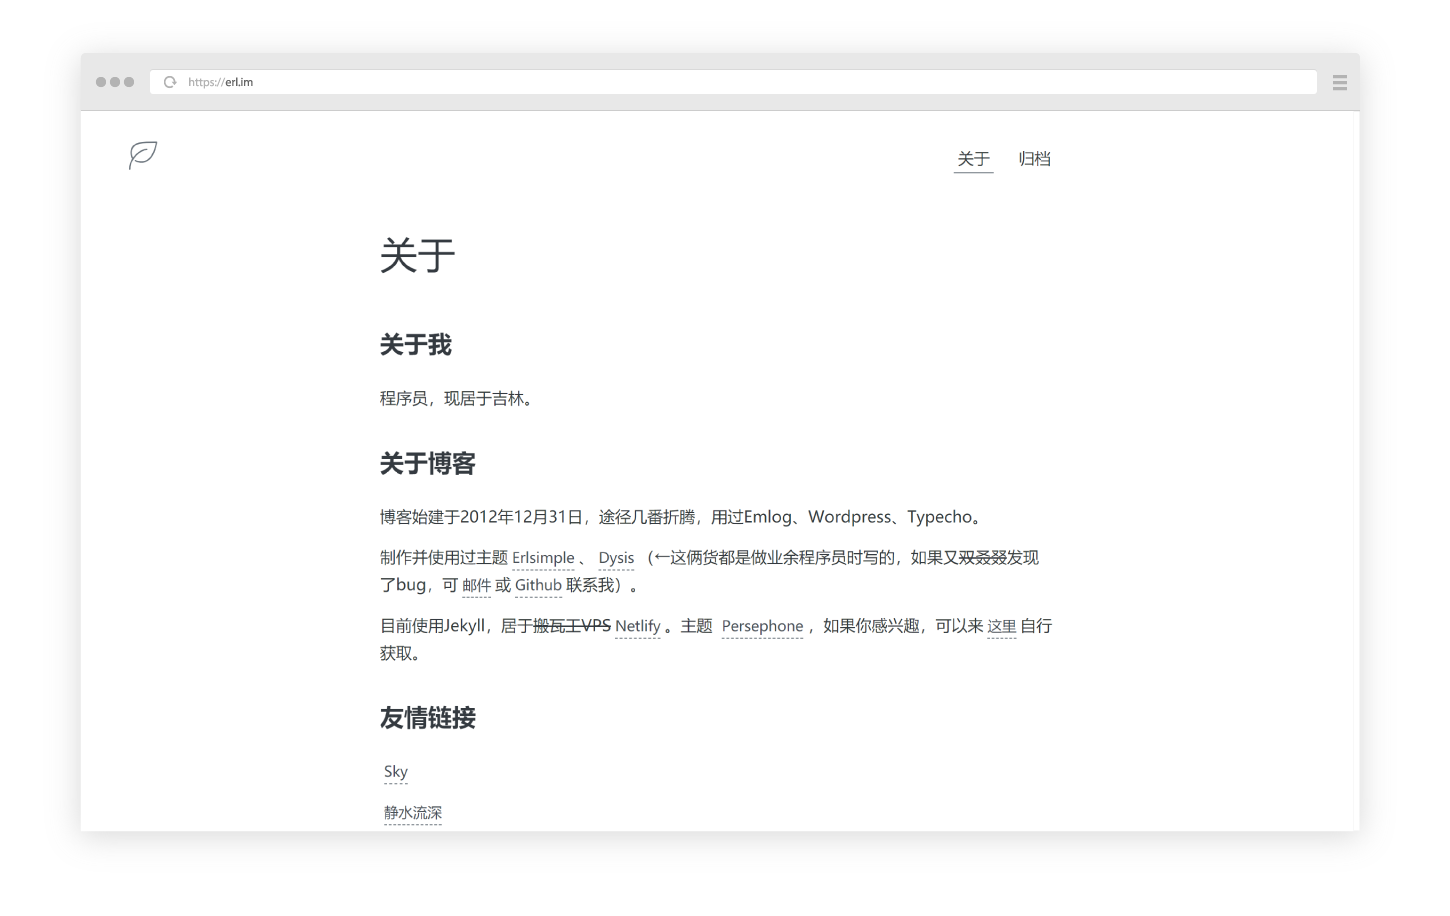 https://erl.im
关于 归档
关于
关于我
程序员，现居于吉林。
关于博客
博客始建于2012年12月31日，途径几番折腾，用过Emlog、Wordpress、Typecho。
制作并使用过主题 Erlsimple 、 Dysis （←这俩货都是做业余程序员时写的，如果又双叒叕发现
了bug，可 邮件 或 Github 联系我）。
目前使用Jekyll，居于搬瓦工VPS Netlify 。主题 Persephone ，如果你感兴趣，可以来 这里 自行
获取。
友情链接
Sky
静水流深